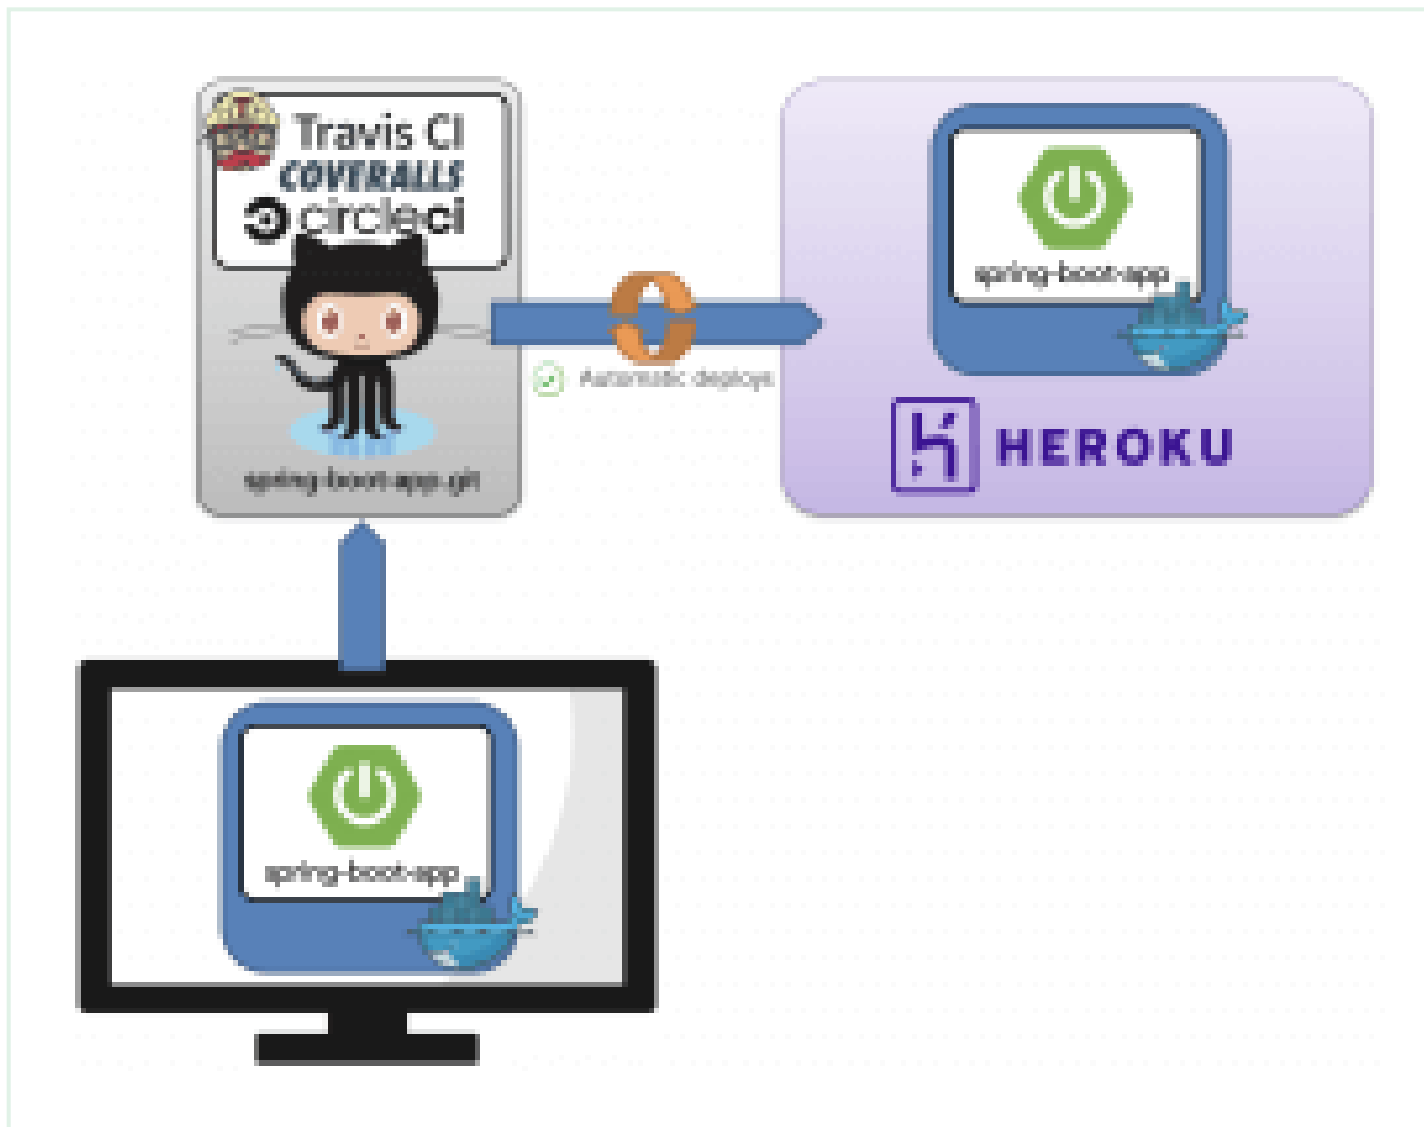 Travis CI
COVERALLS
circleci
spring-boot-app.git
Automatic deploys
spring-boot-app
HEROKU
spring-boot-app